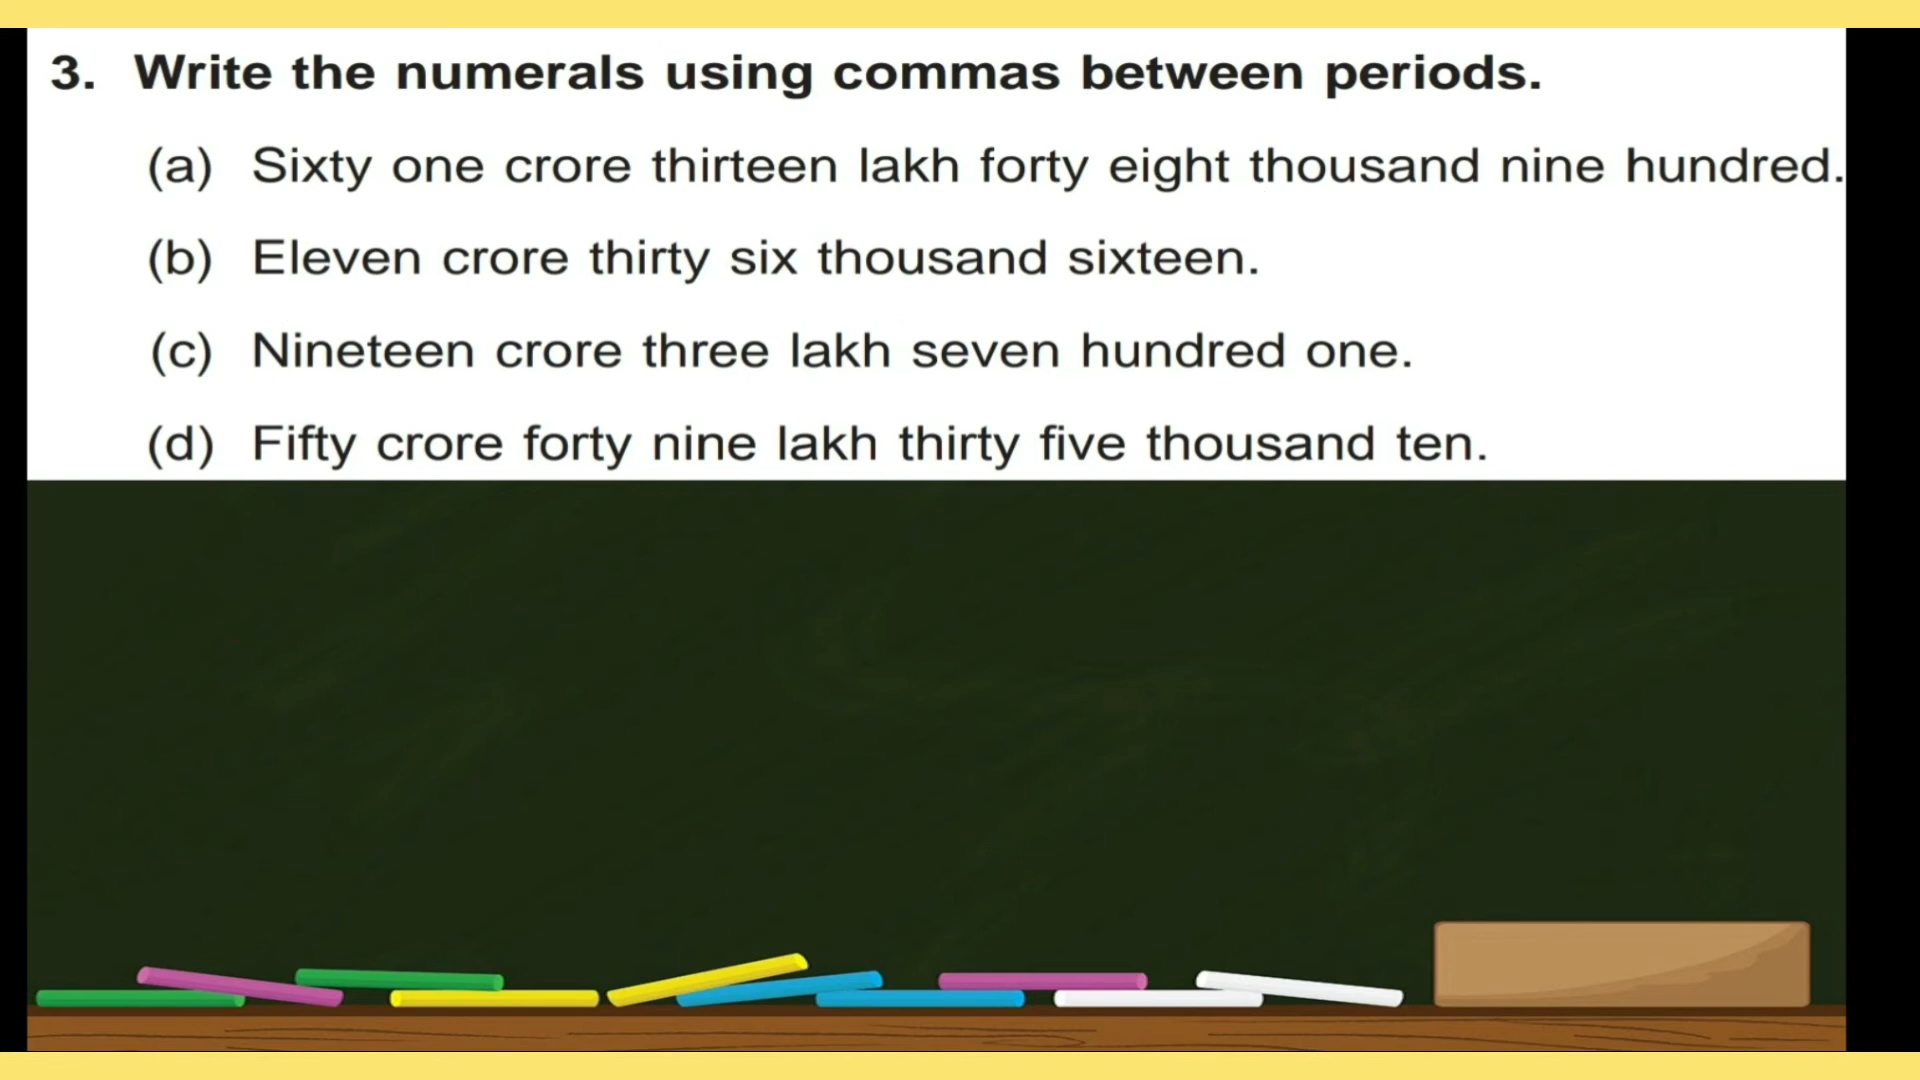 3. Write the numerals using commas between periods.
(a) Sixty one crore thirteen lakh forty eight thousand nine hundred.
(b) Eleven crore thirty six thousand sixteen.
(c) Nineteen crore three lakh seven hundred one.
(d) Fifty crore forty nine lakh thirty five thousand ten.